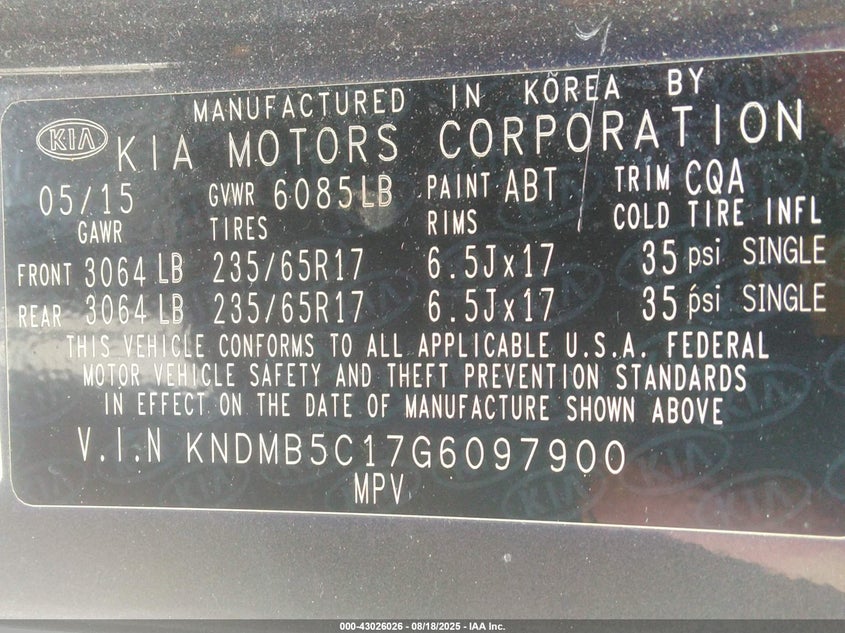 MANUFACTURED IN KOREA BY
KIA KIA MOTORS CORPORATION
05/15 GVWR 6085LB PAINT ABT TRIM CQA
GAWR TIRES RIMS COLD TIRE INFL
FRONT 3064 LB 235/65R17 6.5Jx17 35 psi SINGLE
REAR 3064 LB 235/65R17 6.5Jx17 35 psi SINGLE
THIS VEHICLE CONFORMS TO ALL APPLICABLE U.S.A. FEDERAL
MOTOR VEHICLE SAFETY AND THEFT PREVENTION STANDARDS
IN EFFECT ON THE DATE OF MANUFACTURE SHOWN ABOVE
V.I.N KNDMB5C17G6097900
MPV
000-43026026 - 08/18/2025 - IAA Inc.